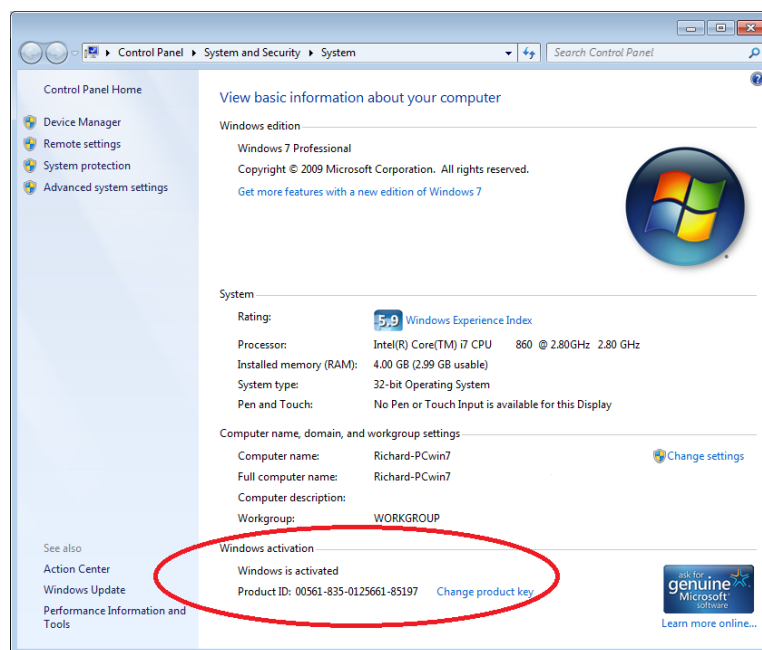 Control Panel ▸ System and Security ▸ System
Search Control Panel
Control Panel Home
Device Manager
Remote settings
System protection
Advanced system settings
See also
Action Center
Windows Update
Performance Information and
Tools
View basic information about your computer
Windows edition
Windows 7 Professional
Copyright © 2009 Microsoft Corporation. All rights reserved.
Get more features with a new edition of Windows 7
System
Rating: 5.9 Windows Experience Index
Processor: Intel(R) Core(TM) i7 CPU 860 @ 2.80GHz 2.80 GHz
Installed memory (RAM): 4.00 GB (2.99 GB usable)
System type: 32-bit Operating System
Pen and Touch: No Pen or Touch Input is available for this Display
Computer name, domain, and workgroup settings
Computer name: Richard-PCwin7 Change settings
Full computer name: Richard-PCwin7
Computer description:
Workgroup: WORKGROUP
Windows activation
Windows is activated
Product ID: 00561-835-0125661-85197 Change product key
ask for
genuine
Microsoft
software
Learn more online...